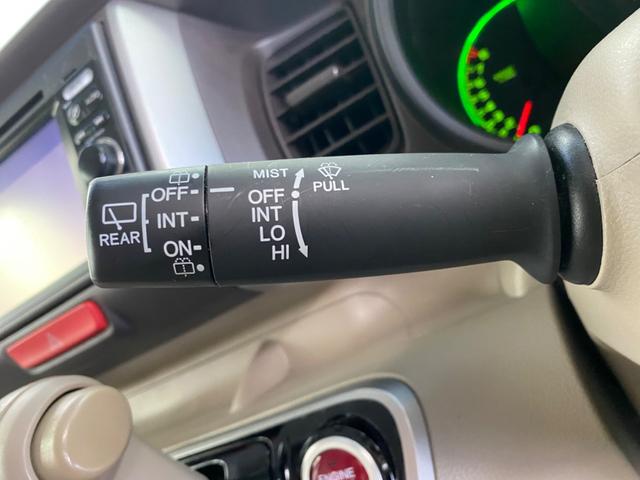 MIST
PULL
OFF OFF
INT INT
REAR
ON LO
HI
ENGINE